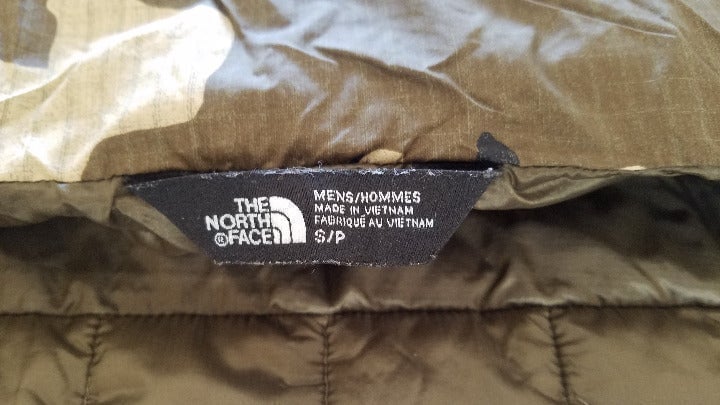 THE
NORTH
®FACE
MENS/HOMMES
MADE IN VIETNAM
FABRIQUÉ AU VIETNAM
S/P